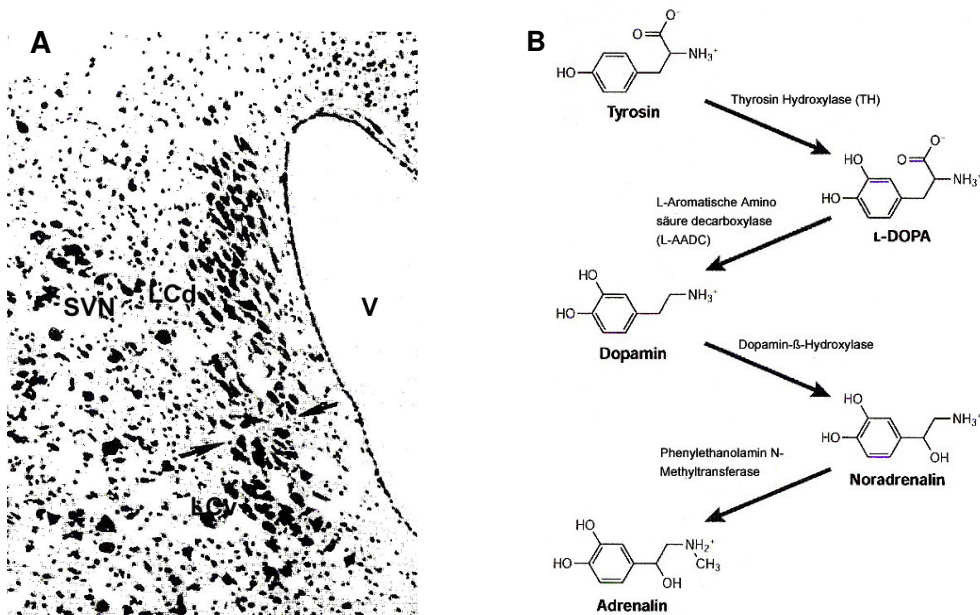 A
SVN
LCd
V
LCv
B
O
O⁻
NH₃⁺
HO
Tyrosin
Thyrosin Hydroxylase (TH)
O⁻
O
HO
NH₃⁺
HO
L-DOPA
L-Aromatische Amino
säure decarboxylase
(L-AADC)
HO
NH₃⁺
HO
Dopamin
Dopamin-ß-Hydroxylase
HO
NH₃⁺
HO
OH
Noradrenalin
Phenylethanolamin N-
Methyltransferase
HO
NH₂⁺
HO
CH₃
OH
Adrenalin